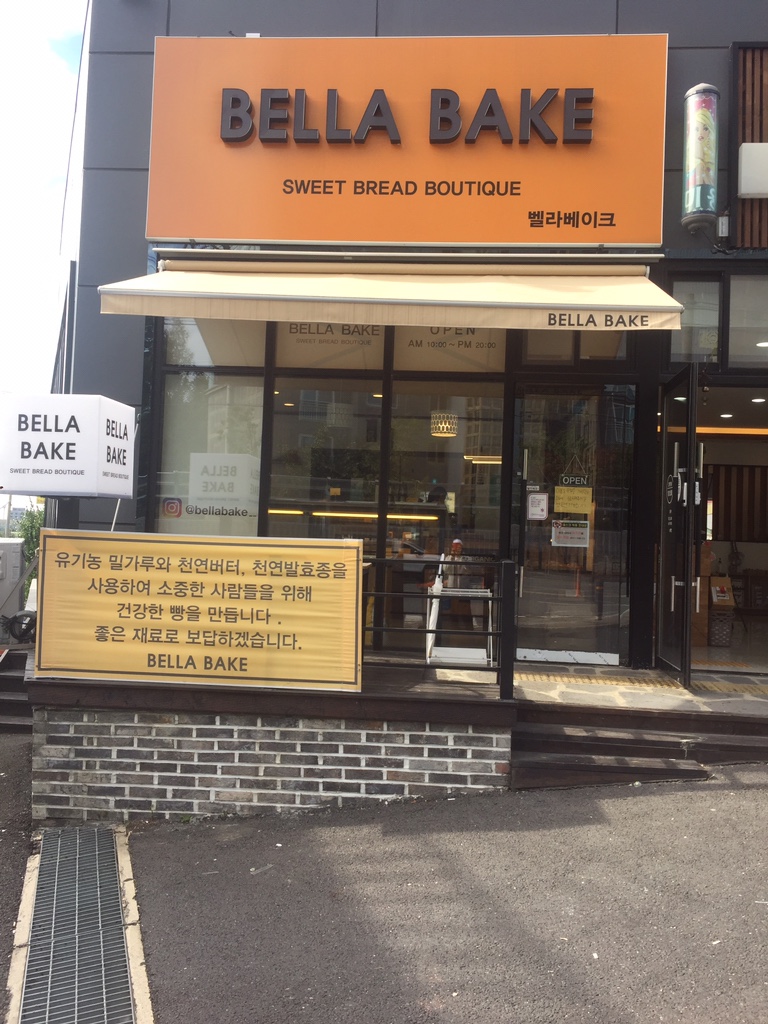 BELLA BAKE
SWEET BREAD BOUTIQUE
벨라베이크
BELLA BAKE
BELLA BAKE
SWEET BREAD BOUTIQUE
OPEN
AM 10:00 ~ PM 20:00
BELLA
BAKE
SWEET BREAD BOUTIQUE
BELLA
BAKE
SWEET BREAD BOUTIQUE
BELLA
BAKE
@bellabake__
OPEN
유기농 밀가루와 천연버터, 천연발효종을
사용하여 소중한 사람들을 위해
건강한 빵을 만듭니다 .
좋은 재료로 보답하겠습니다.
BELLA BAKE